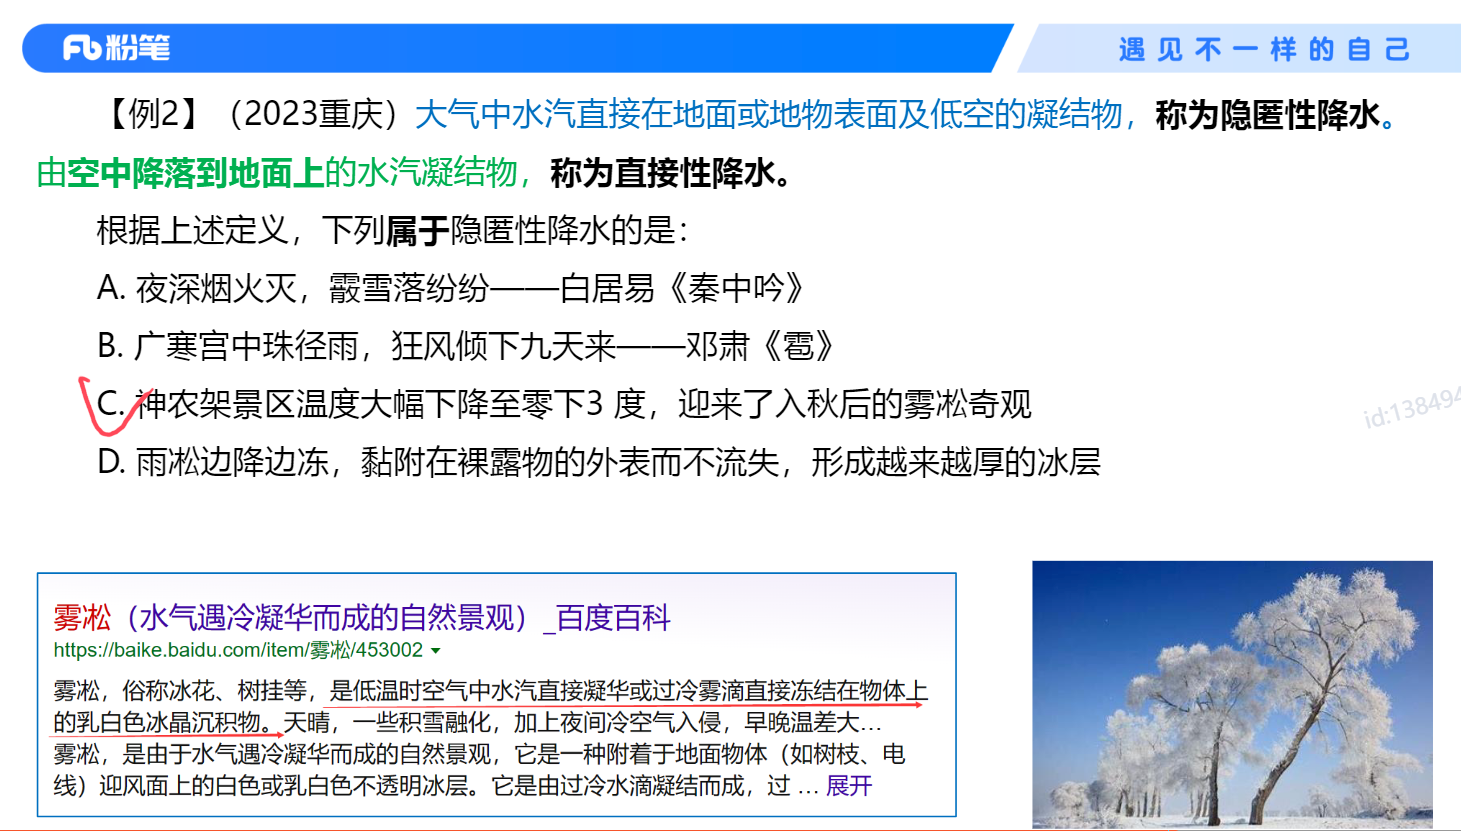 Fb粉笔
遇见不一样的自己
【例2】（2023重庆）大气中水汽直接在地面或地物表面及低空的凝结物，称为隐匿性降水。
由空中降落到地面上的水汽凝结物，称为直接性降水。
根据上述定义，下列属于隐匿性降水的是：
A. 夜深烟火灭，霰雪落纷纷——白居易《秦中吟》
B. 广寒宫中珠径雨，狂风倾下九天来——邓肃《雹》
C. 神农架景区温度大幅下降至零下3 度，迎来了入秋后的雾凇奇观
D. 雨凇边降边冻，黏附在裸露物的外表而不流失，形成越来越厚的冰层
id:138494
雾凇（水气遇冷凝华而成的自然景观）_百度百科
https://baike.baidu.com/item/雾凇/453002
雾凇，俗称冰花、树挂等，是低温时空气中水汽直接凝华或过冷雾滴直接冻结在物体上
的乳白色冰晶沉积物。天晴，一些积雪融化，加上夜间冷空气入侵，早晚温差大...
雾凇，是由于水气遇冷凝华而成的自然景观，它是一种附着于地面物体（如树枝、电
线）迎风面上的白色或乳白色不透明冰层。它是由过冷水滴凝结而成，过 ... 展开